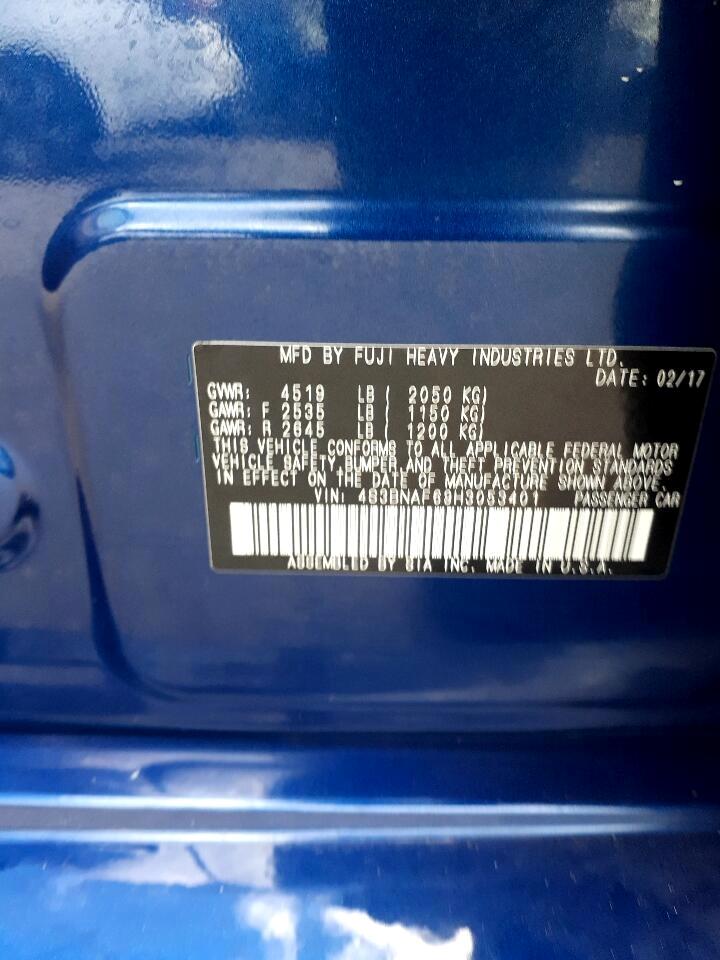 MFD BY FUJI HEAVY INDUSTRIES LTD.
DATE: 02/17
GVWR: 4519 LB ( 2050 KG)
GAWR: F 2535 LB ( 1150 KG)
GAWR: R 2645 LB ( 1200 KG)
THIS VEHICLE CONFORMS TO ALL APPLICABLE FEDERAL MOTOR
VEHICLE SAFETY, BUMPER, AND THEFT PREVENTION STANDARDS
IN EFFECT ON THE DATE OF MANUFACTURE SHOWN ABOVE.
VIN: 4S3BNAF69H3053401 PASSENGER CAR
ASSEMBLED BY SIA INC. MADE IN U.S.A.